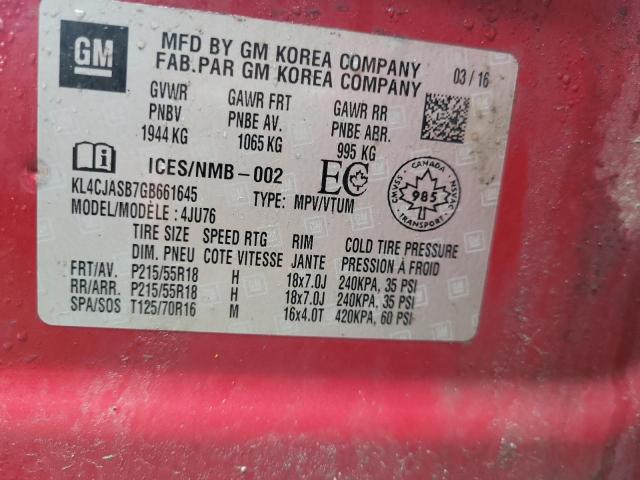 GM
MFD BY GM KOREA COMPANY
FAB.PAR GM KOREA COMPANY
03 / 16
GVWR GAWR FRT GAWR RR
PNBV PNBE AV. PNBE ARR.
1944 KG 1065 KG 995 KG
ICES/NMB-002
EC
CANADA
CMVSS NSVAC
985
TRANSPORT
KL4CJASB7GB661645 TYPE: MPV/VTUM
MODEL/MODÈLE : 4JU76
TIRE SIZE SPEED RTG RIM COLD TIRE PRESSURE
DIM. PNEU COTE VITESSE JANTE PRESSION À FROID
FRT/AV. P215/55R18 H 18x7.0J 240KPA, 35 PSI
RR/ARR. P215/55R18 H 18x7.0J 240KPA, 35 PSI
SPA/SOS T125/70R16 M 16x4.0T 420KPA, 60 PSI